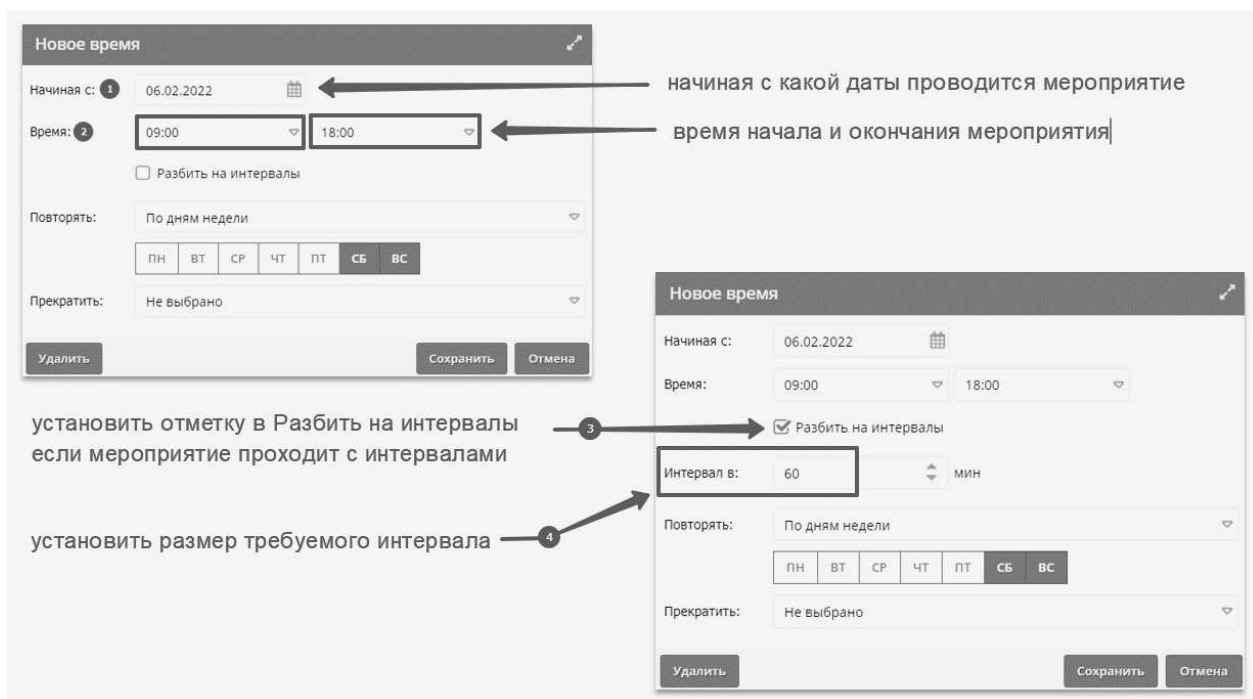 Новое время
Начиная с: 1 06.02.2022
начиная с какой даты проводится мероприятие
Время: 2 09:00 18:00
время начала и окончания мероприятия
Разбить на интервалы
Повторять: По дням недели
ПН ВТ СР ЧТ ПТ СБ ВС
Прекратить: Не выбрано
Удалить Сохранить Отмена
установить отметку в Разбить на интервалы
если мероприятие проходит с интервалами
3
установить размер требуемого интервала
4
Новое время
Начиная с: 06.02.2022
Время: 09:00 18:00
Разбить на интервалы
Интервал в: 60 мин
Повторять: По дням недели
ПН ВТ СР ЧТ ПТ СБ ВС
Прекратить: Не выбрано
Удалить Сохранить Отмена